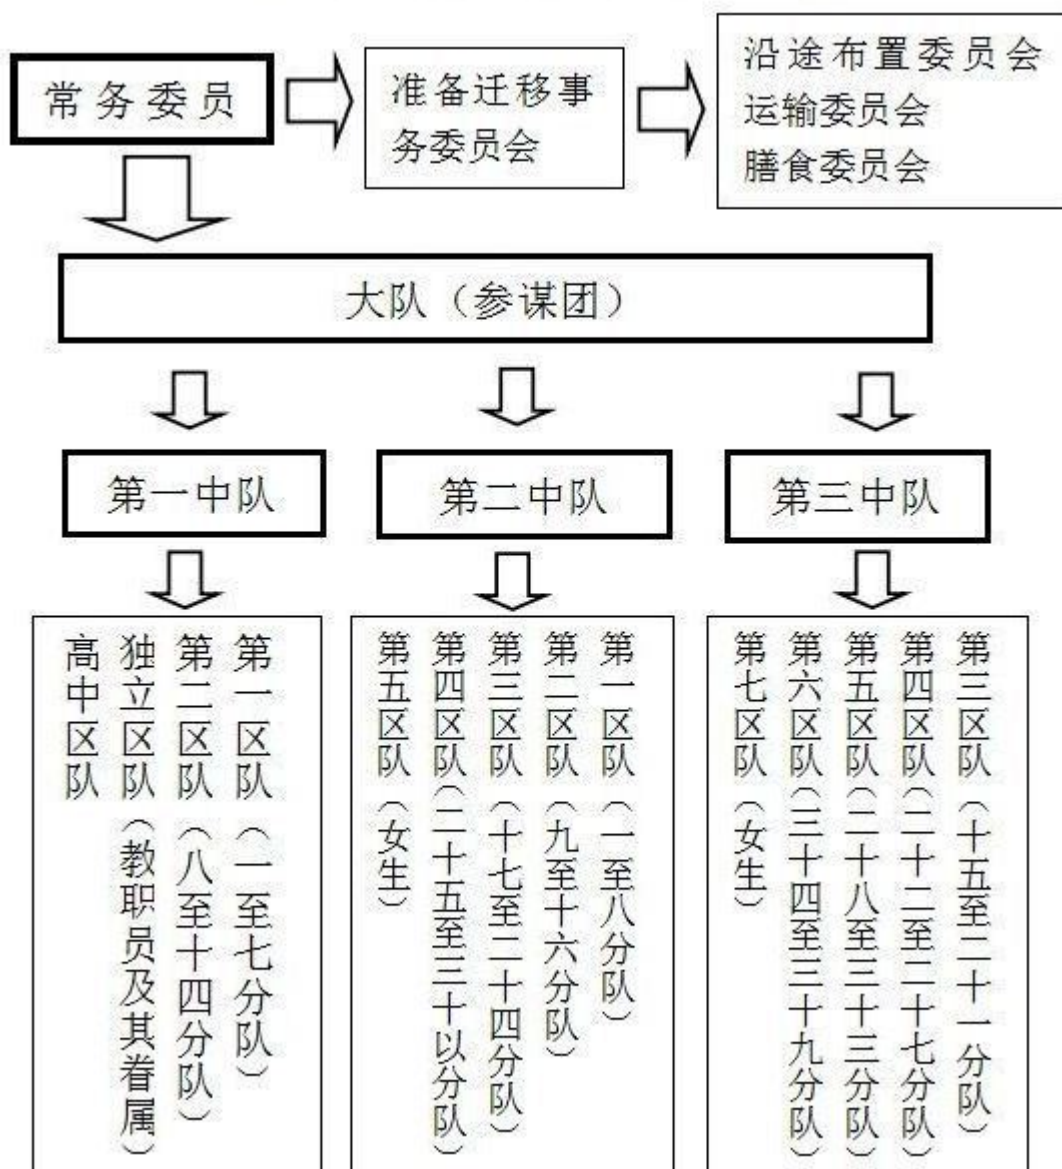 常务委员
准备迁移事
务委员会
沿途布置委员会
运输委员会
膳食委员会
大队（参谋团）
第一中队
第二中队
第三中队
第一区队（一至七分队）
第二区队（八至十四分队）
独立区队（教职员及其眷属）
高中区队
第一区队（一至八分队）
第二区队（九至十六分队）
第三区队（十七至二十四分队）
第四区队（二十五至三十以分队）
第五区队（女生）
第三区队（十五至二十一分队）
第四区队（二十二至二十七分队）
第五区队（二十八至三十三分队）
第六区队（三十四至三十九分队）
第七区队（女生）